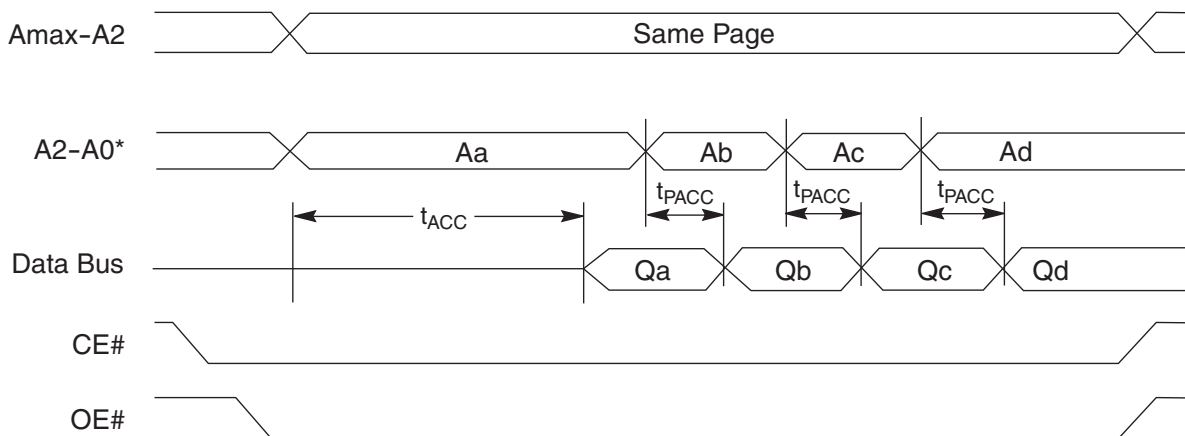 Amax-A2 Same Page
A2-A0* Aa Ab Ac Ad
tACC tPACC tPACC tPACC
Data Bus Qa Qb Qc Qd
CE#
OE#